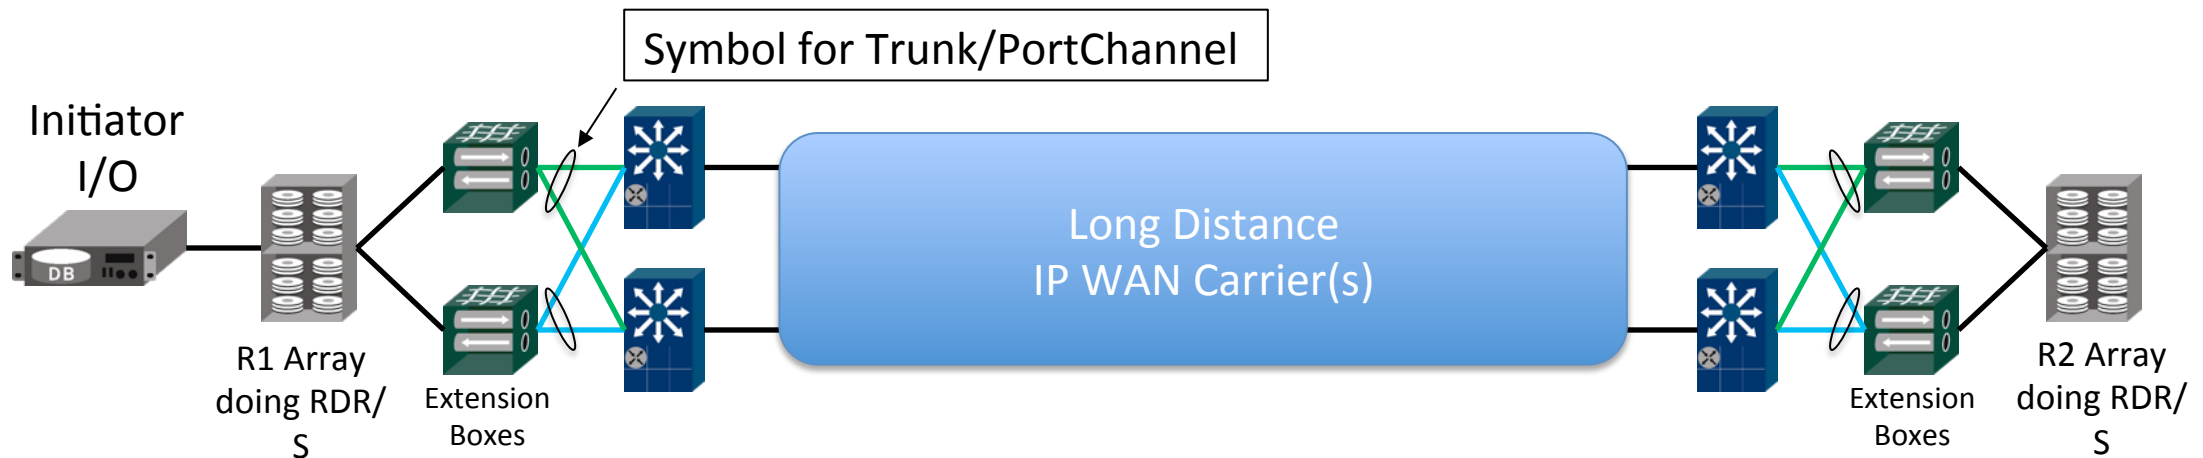 Symbol for Trunk/PortChannel
Initiator
I/O
DB
R1 Array
doing RDR/
S
Extension
Boxes
Long Distance
IP WAN Carrier(s)
Extension
Boxes
R2 Array
doing RDR/
S